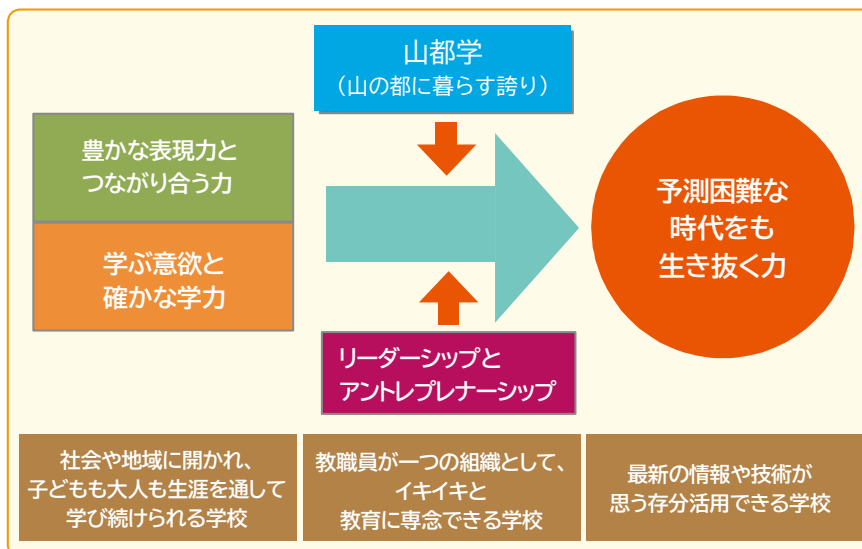 山都学
（山の都に暮らす誇り）
豊かな表現力と
つながり合う力
学ぶ意欲と
確かな学力
予測困難な
時代をも
生き抜く力
リーダーシップと
アントレプレナーシップ
社会や地域に開かれ、
子どもも大人も生涯を通して
学び続けられる学校
教職員が一つの組織として、
イキイキと
教育に専念できる学校
最新の情報や技術が
思う存分活用できる学校